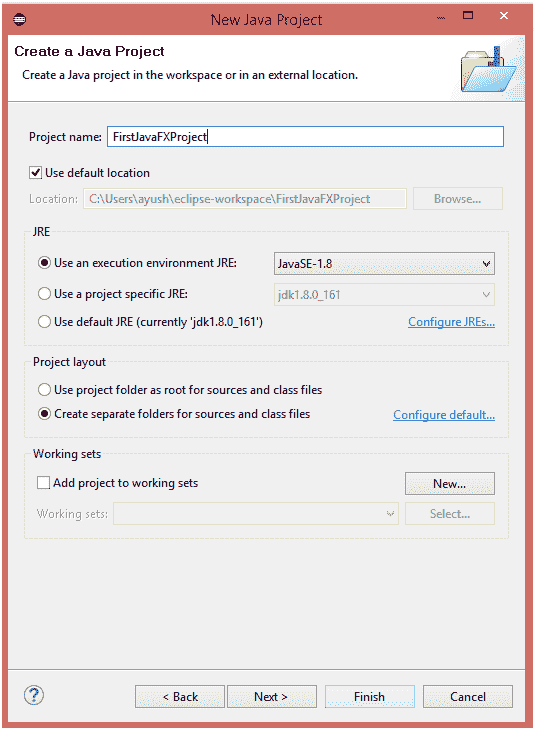 New Java Project
Create a Java Project
Create a Java project in the workspace or in an external location.
Project name: FirstJavaFXProject
Use default location
Location: C:\Users\ayush\eclipse-workspace\FirstJavaFXProject Browse...
JRE
Use an execution environment JRE: JavaSE-1.8
Use a project specific JRE: jdk1.8.0_161
Use default JRE (currently 'jdk1.8.0_161') Configure JREs...
Project layout
Use project folder as root for sources and class files
Create separate folders for sources and class files Configure default...
Working sets
Add project to working sets New...
Working sets: Select...
? < Back Next > Finish Cancel